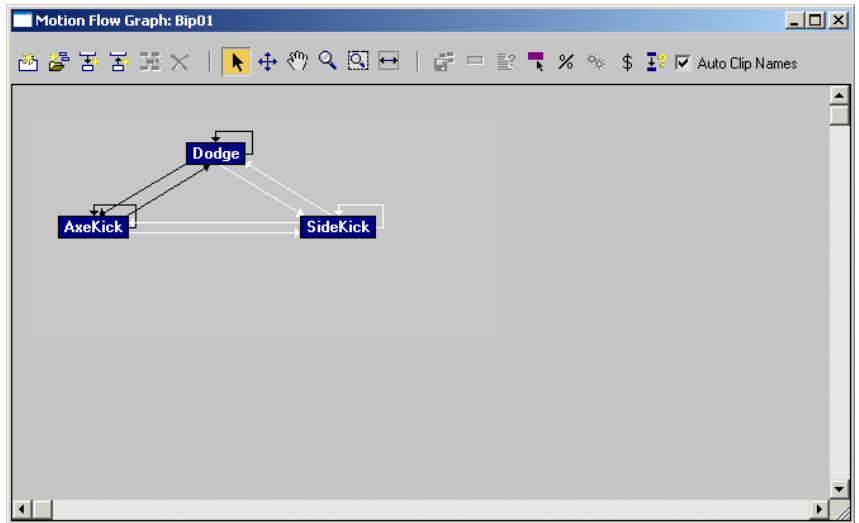 Motion Flow Graph: Bip01
% $ Auto Clip Names
Dodge
AxeKick
SideKick